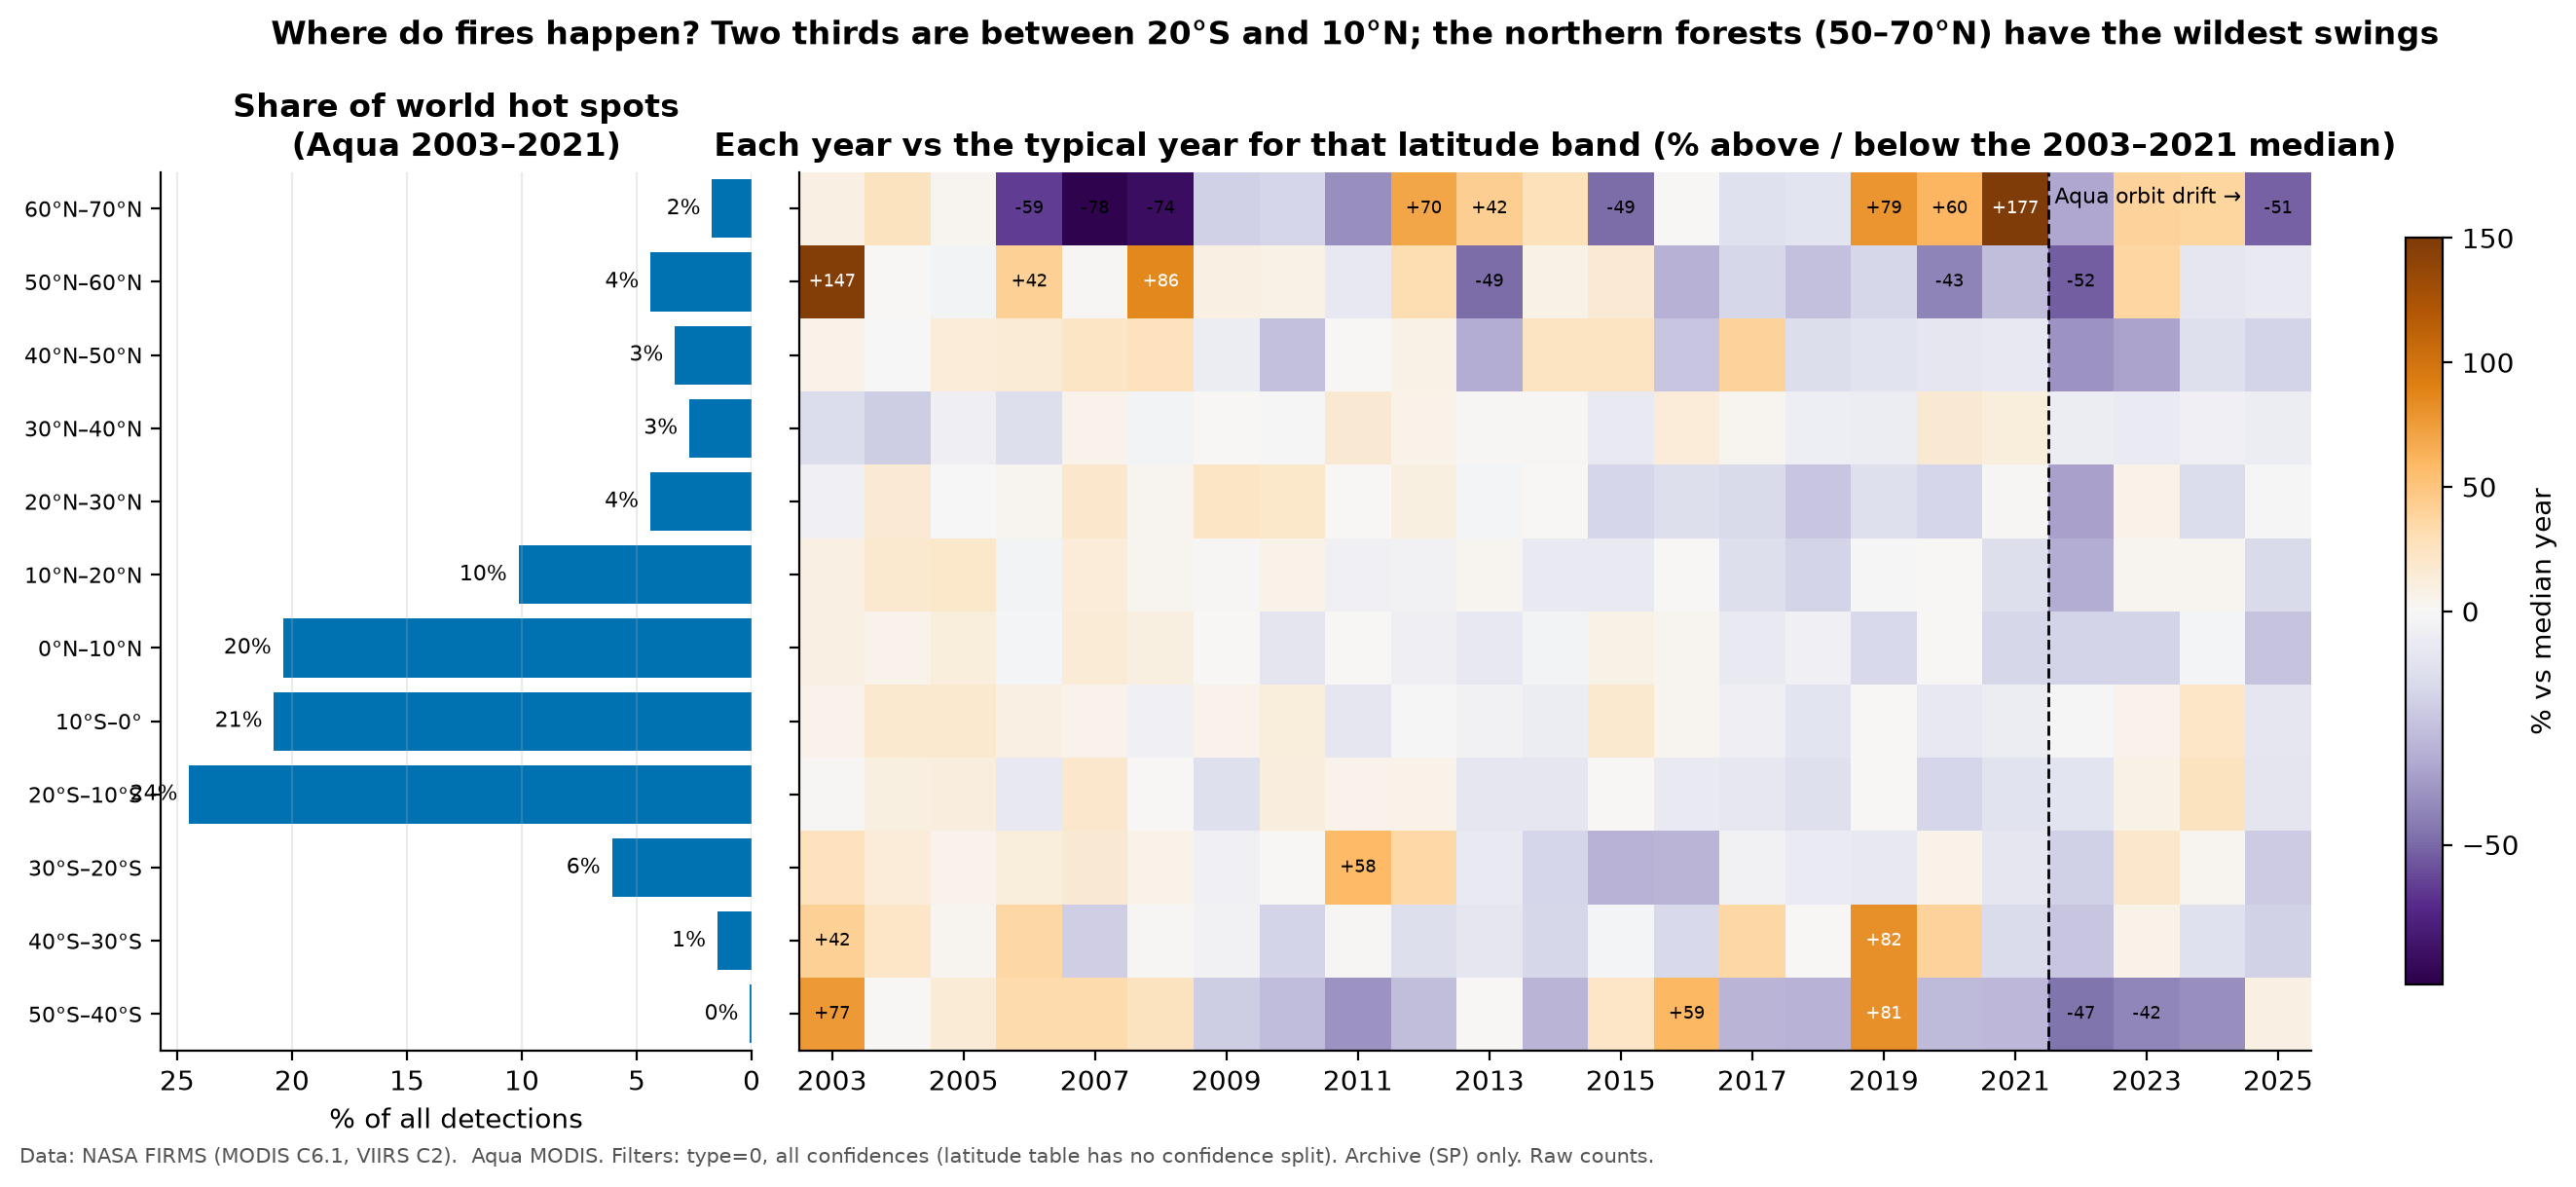 Where do fires happen? Two thirds are between 20°S and 10°N; the northern forests (50–70°N) have the wildest swings
Share of world hot spots
(Aqua 2003–2021)
Each year vs the typical year for that latitude band (% above / below the 2003–2021 median)
60°N–70°N
2%
-59
-78
-74
+70
+42
-49
+79
+60
+177
Aqua orbit drift →
-51
50°N–60°N
4%
+147
+42
+86
-49
-43
-52
40°N–50°N
3%
30°N–40°N
3%
20°N–30°N
4%
10°N–20°N
10%
0°N–10°N
20%
10°S–0°
21%
20°S–10°S
24%
30°S–20°S
6%
+58
40°S–30°S
1%
+42
+82
50°S–40°S
0%
+77
+59
+81
-47
-42
25 20 15 10 5 0
% of all detections
2003 2005 2007 2009 2011 2013 2015 2017 2019 2021 2023 2025
150
100
50
0
−50
% vs median year
Data: NASA FIRMS (MODIS C6.1, VIIRS C2).  Aqua MODIS. Filters: type=0, all confidences (latitude table has no confidence split). Archive (SP) only. Raw counts.